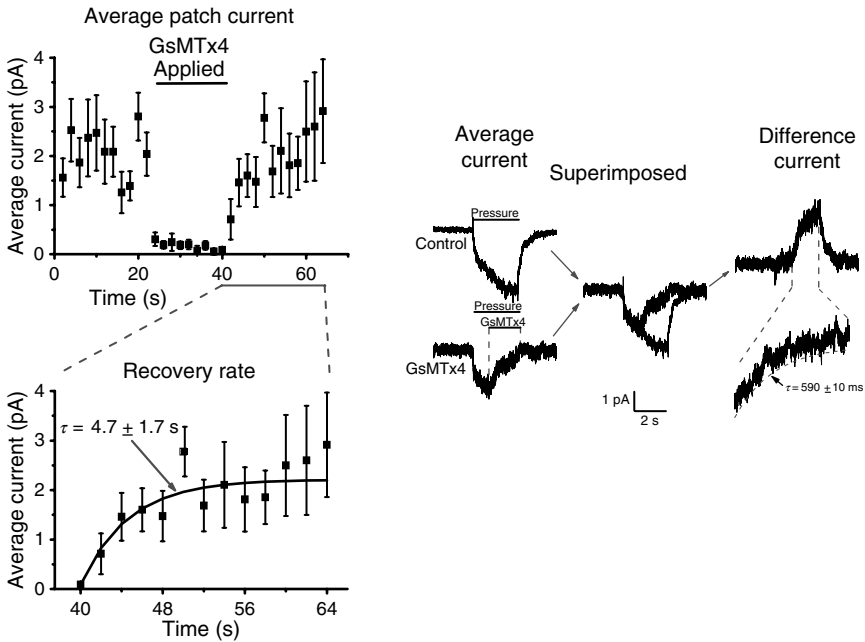 Average patch current
GsMTx4
Applied
Average current (pA)
4
3
2
1
0
0
20
40
60
Time (s)
Recovery rate
τ = 4.7 ± 1.7 s
Average current (pA)
4
3
2
1
0
40
48
56
64
Time (s)
Average
current
Superimposed
Difference
current
Pressure
Control
Pressure
GsMTx4
GsMTx4
1 pA
2 s
τ = 590 ± 10 ms